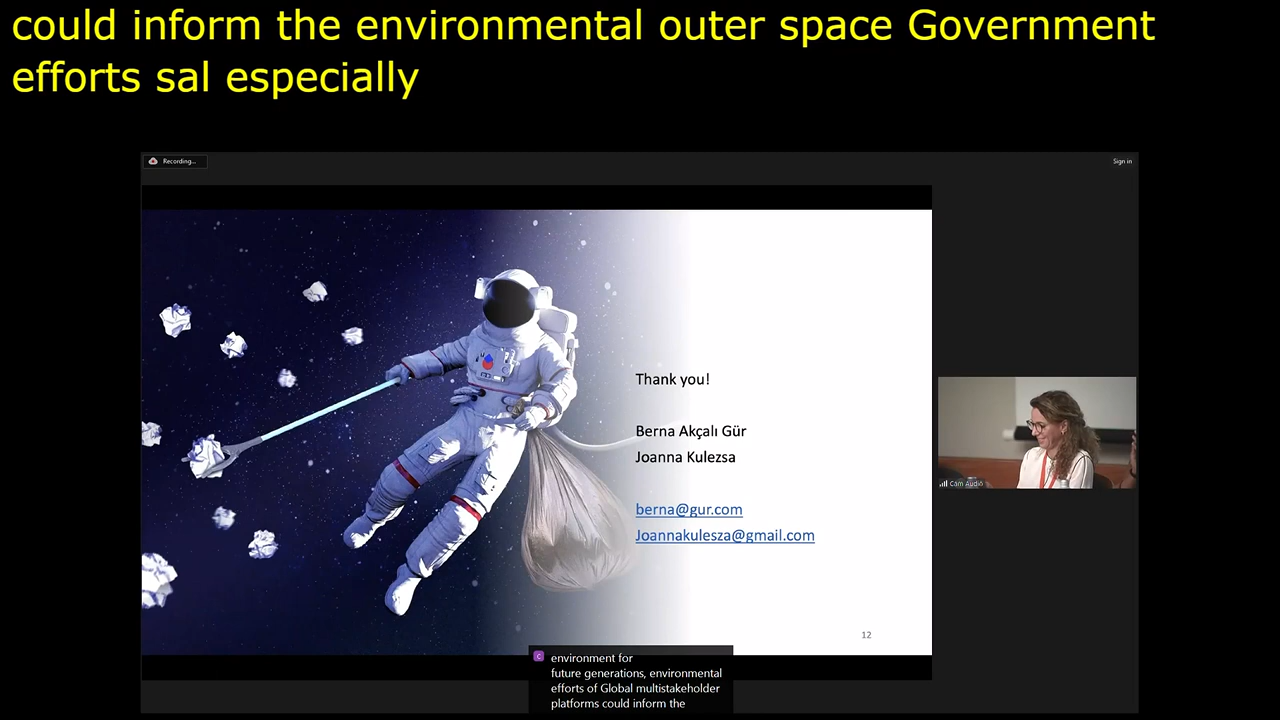 could inform the environmental outer space Government
efforts sal especially
Recording...
Sign in
Thank you!
Berna Akçalı Gür
Joanna Kulezsa
berna@gur.com
Joannakulesza@gmail.com
Cam Audio
12
C
environment for
future generations, environmental
efforts of Global multistakeholder
platforms could inform the